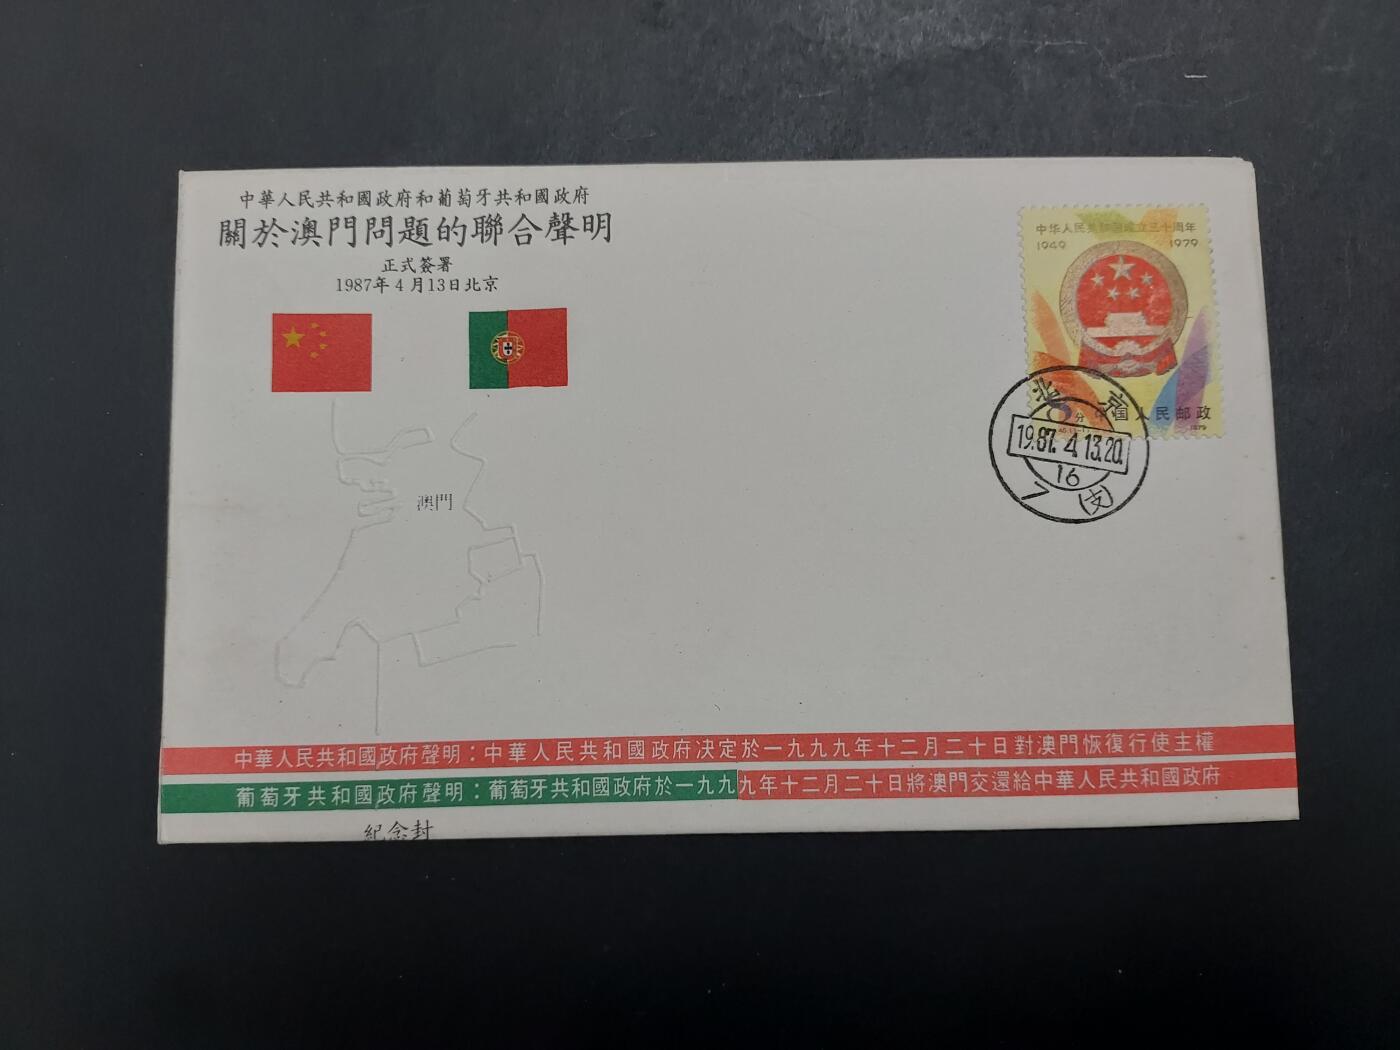 中華人民共和國政府和葡萄牙共和國政府
關於澳門問題的聯合聲明
正式簽署
1987年4月13日北京
澳門
中华人民共和国成立三十周年
1949 1979
8分 中国人民邮政
1979
北京
1987.4.13.20.
16
(支)
中華人民共和國政府聲明：中華人民共和國政府決定於一九九九年十二月二十日對澳門恢復行使主權
葡萄牙共和國政府聲明：葡萄牙共和國政府於一九九九年十二月二十日將澳門交還給中華人民共和國政府
紀念封